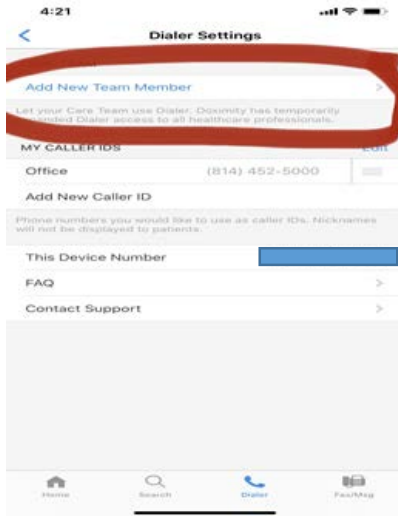 4:21
Dialer Settings
Add New Team Member
Let your Care Team use Dialer. Doximity has temporarily
Dialer access to all healthcare professionals.
MY CALLER IDS
Edit
Office (814) 452-5000
Add New Caller ID
Phone numbers you would like to use as caller IDs. Nicknames
will not be displayed to patients.
This Device Number
FAQ
Contact Support
Home Search Dialer Fax/Msg